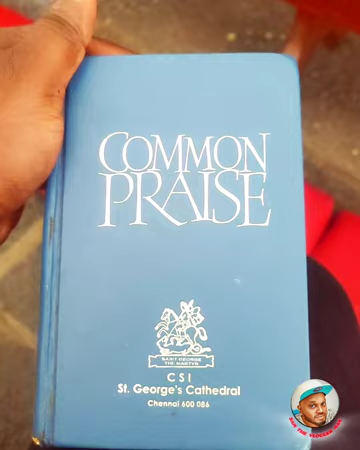 COMMON
PRAISE
SAINT GEORGE
THE MARTYR
C S I
St. George's Cathedral
Chennai 600 086